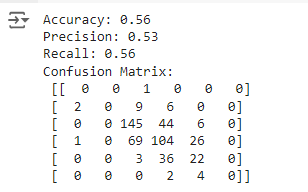 Accuracy: 0.56
Precision: 0.53
Recall: 0.56
Confusion Matrix:
[[ 0 0 1 0 0 0]
[ 2 0 9 6 0 0]
[ 0 0 145 44 6 0]
[ 1 0 69 104 26 0]
[ 0 0 3 36 22 0]
[ 0 0 0 2 4 0]]